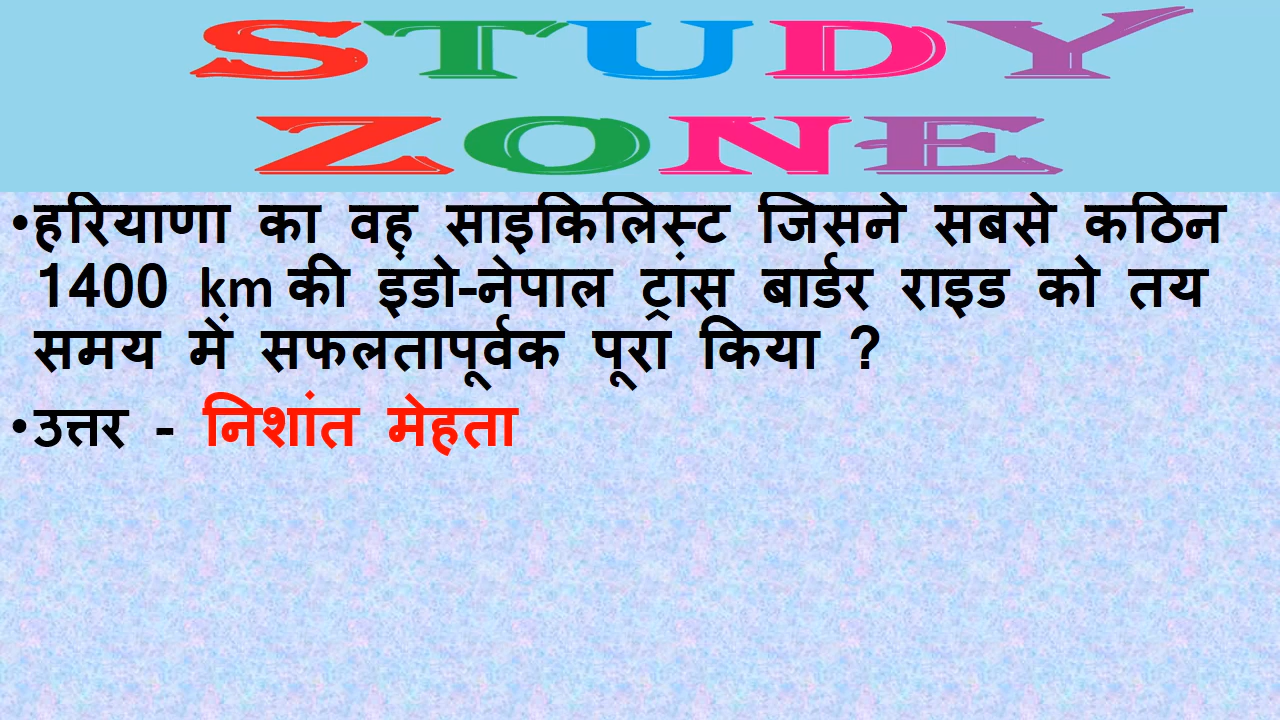 STUDY
ZONE
•हरियाणा का वह़ साइकिलिस्ट जिसने सबसे कठिन
1400 km की इडो-नेपाल ट्रांस बार्डर राइड को तय
समय में सफलतापूर्वक पूरा किया ?
•उत्तर - निशांत मेहता